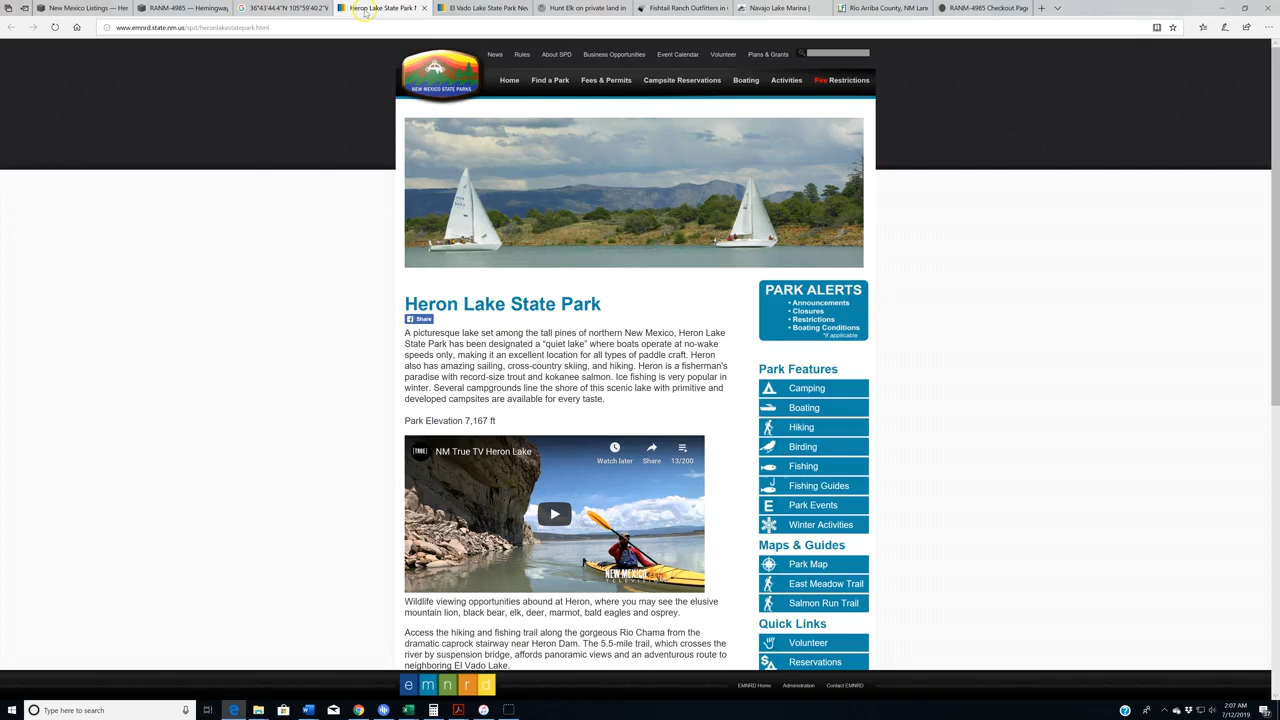 New Mexico Listings — Her
RANM-4985 — Hemingway
36°43'44.4"N 105°59'40.2"V
Heron Lake State Park N
El Vado Lake State Park Nev
Hunt Elk on private land in
Fishtail Ranch Outfitters in
Navajo Lake Marina |
Rio Arriba County, NM Lan
RANM-4985 Checkout Page
www.emnrd.state.nm.us/spd/heronlakestatepark.html
NEW MEXICO STATE PARKS
News Rules About SPD Business Opportunities Event Calendar Volunteer Plans & Grants
Home Find a Park Fees & Permits Campsite Reservations Boating Activities Fire Restrictions
Heron Lake State Park
Share
A picturesque lake set among the tall pines of northern New Mexico, Heron Lake
State Park has been designated a “quiet lake” where boats operate at no-wake
speeds only, making it an excellent location for all types of paddle craft. Heron
also has amazing sailing, cross-country skiing, and hiking. Heron is a fisherman's
paradise with record-size trout and kokanee salmon. Ice fishing is very popular in
winter. Several campgrounds line the shore of this scenic lake with primitive and
developed campsites are available for every taste.
Park Elevation 7,167 ft
[TRUE] NM True TV Heron Lake
Watch later Share 13/200
NEW MEXICO
TELEVISION
Wildlife viewing opportunities abound at Heron, where you may see the elusive
mountain lion, black bear, elk, deer, marmot, bald eagles and osprey.
Access the hiking and fishing trail along the gorgeous Rio Chama from the
dramatic caprock stairway near Heron Dam. The 5.5-mile trail, which crosses the
river by suspension bridge, affords panoramic views and an adventurous route to
neighboring El Vado Lake.
PARK ALERTS
• Announcements
• Closures
• Restrictions
• Boating Conditions
*if applicable
Park Features
Camping
Boating
Hiking
Birding
Fishing
Fishing Guides
E Park Events
Winter Activities
Maps & Guides
Park Map
East Meadow Trail
Salmon Run Trail
Quick Links
Volunteer
Reservations
e m n r d
EMNRD Home Administration Contact EMNRD
Type here to search
2:07 AM
7/12/2019